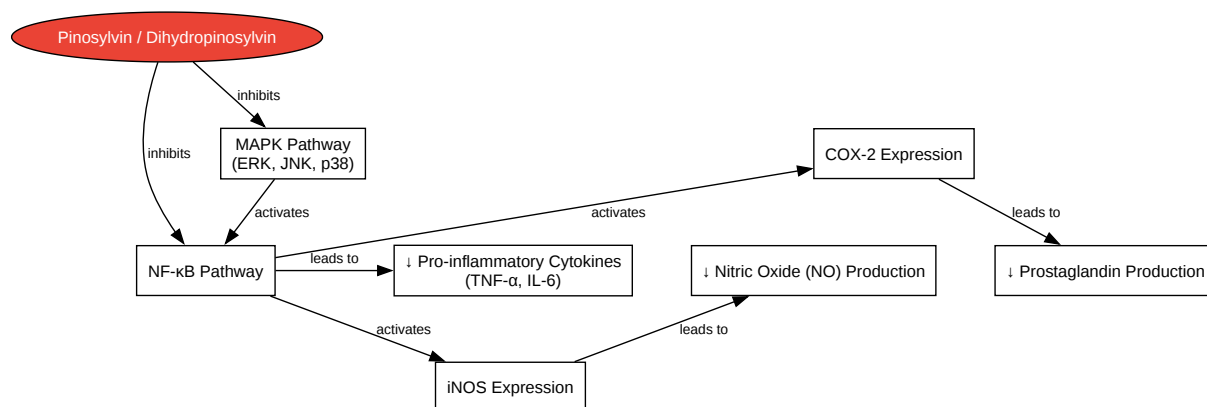 Pinosylvin / Dihydropinosylvin
inhibits
inhibits
MAPK Pathway
(ERK, JNK, p38)
activates
NF-κB Pathway
leads to
↓ Pro-inflammatory Cytokines
(TNF-α, IL-6)
activates
COX-2 Expression
leads to
↓ Prostaglandin Production
activates
iNOS Expression
leads to
↓ Nitric Oxide (NO) Production